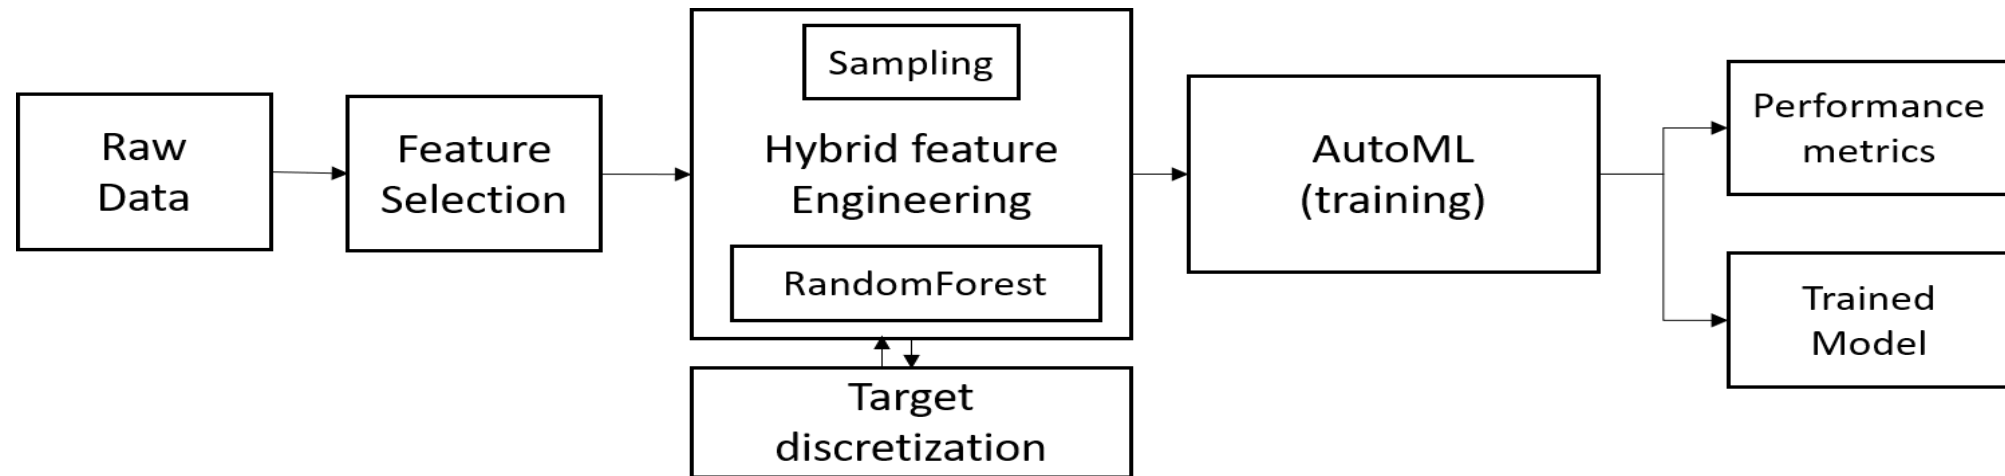 Raw
Data
Feature
Selection
Sampling
Hybrid feature
Engineering
RandomForest
Target
discretization
AutoML
(training)
Performance
metrics
Trained
Model